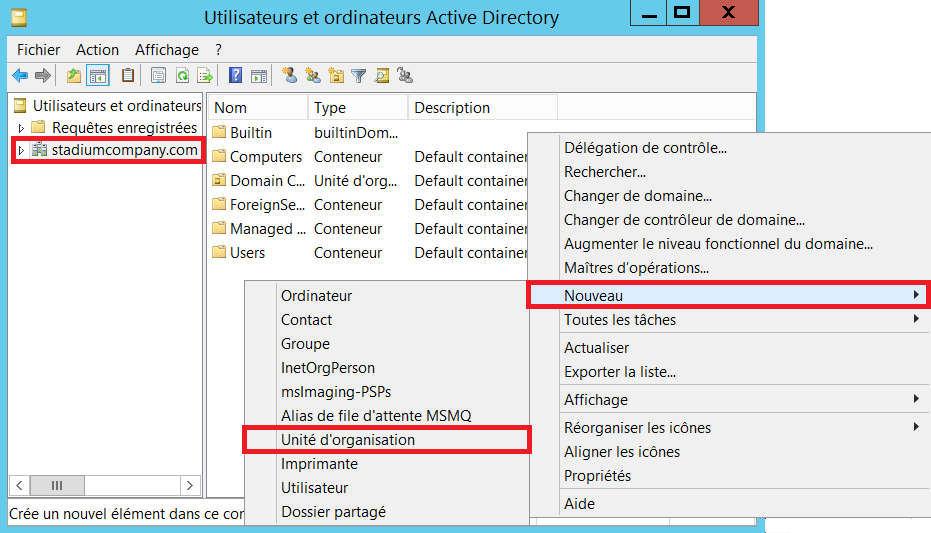 Utilisateurs et ordinateurs Active Directory
Fichier Action Affichage ?
Utilisateurs et ordinateurs
Requêtes enregistrées
stadiumcompany.com
Nom Type Description
Builtin builtinDom...
Computers Conteneur Default container
Domain C... Unité d'org... Default container
ForeignSe... Conteneur Default container
Managed ... Conteneur Default container
Users Conteneur Default container
Délégation de contrôle...
Rechercher...
Changer de domaine...
Changer de contrôleur de domaine...
Augmenter le niveau fonctionnel du domaine...
Maîtres d'opérations...
Nouveau
Toutes les tâches
Actualiser
Exporter la liste...
Affichage
Réorganiser les icônes
Aligner les icônes
Propriétés
Aide
Ordinateur
Contact
Groupe
InetOrgPerson
msImaging-PSPs
Alias de file d'attente MSMQ
Unité d'organisation
Imprimante
Utilisateur
Dossier partagé
Crée un nouvel élément dans ce con